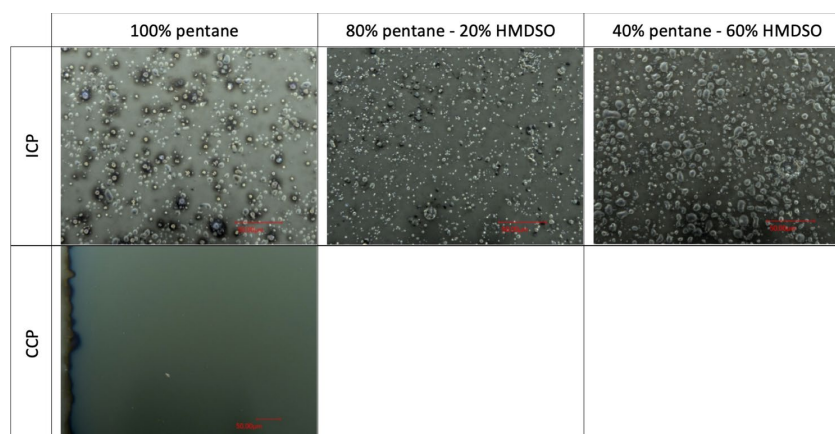 100% pentane
80% pentane - 20% HMDSO
40% pentane - 60% HMDSO
ICP
CCP